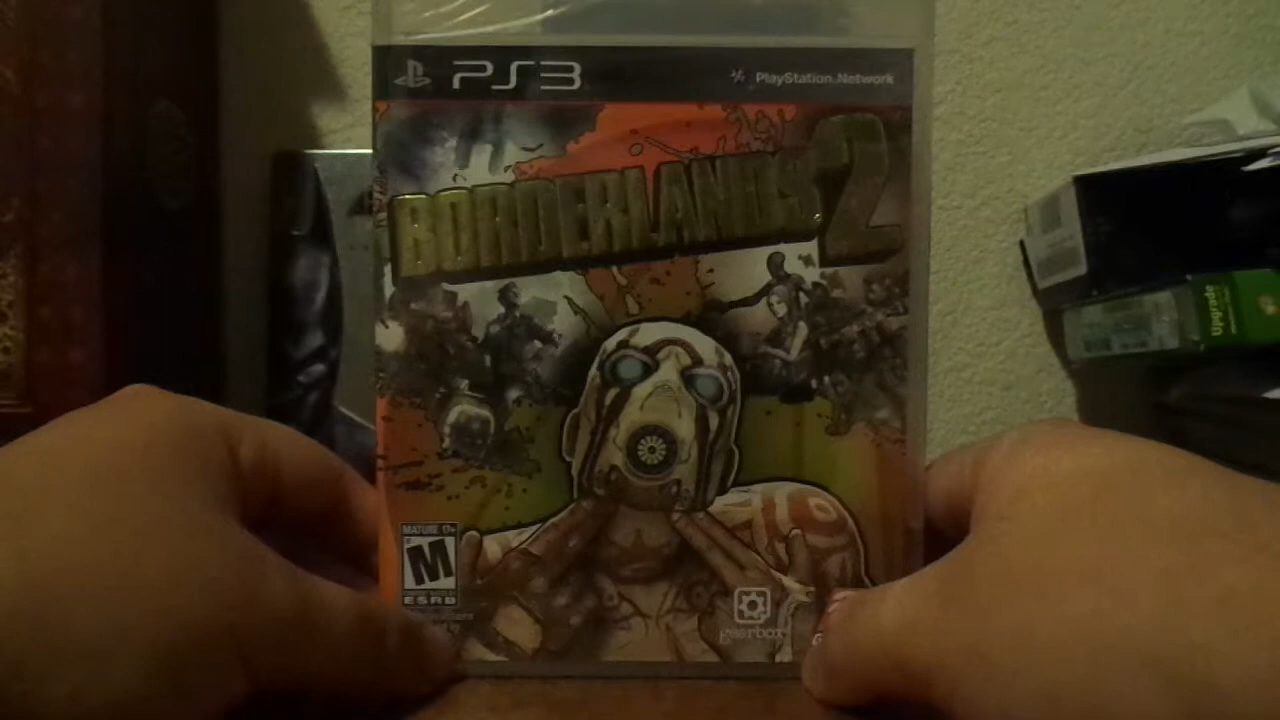 PS3
PlayStation Network
BORDERLANDS 2
Upgrade
MATURE 17+
M
ESRB
gearbox